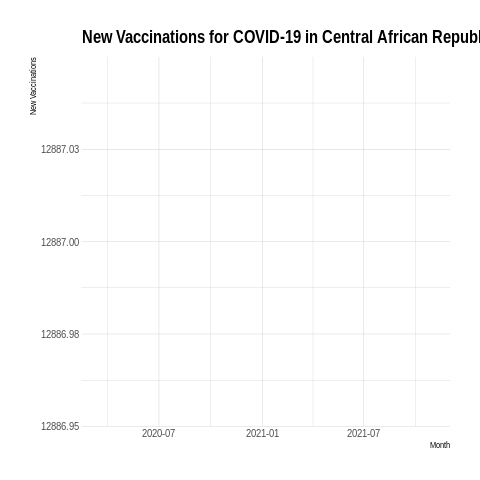 New Vaccinations for COVID-19 in Central African Republ
New Vaccinations
12887.03
12887.00
12886.98
12886.95
2020-07 2021-01 2021-07
Month